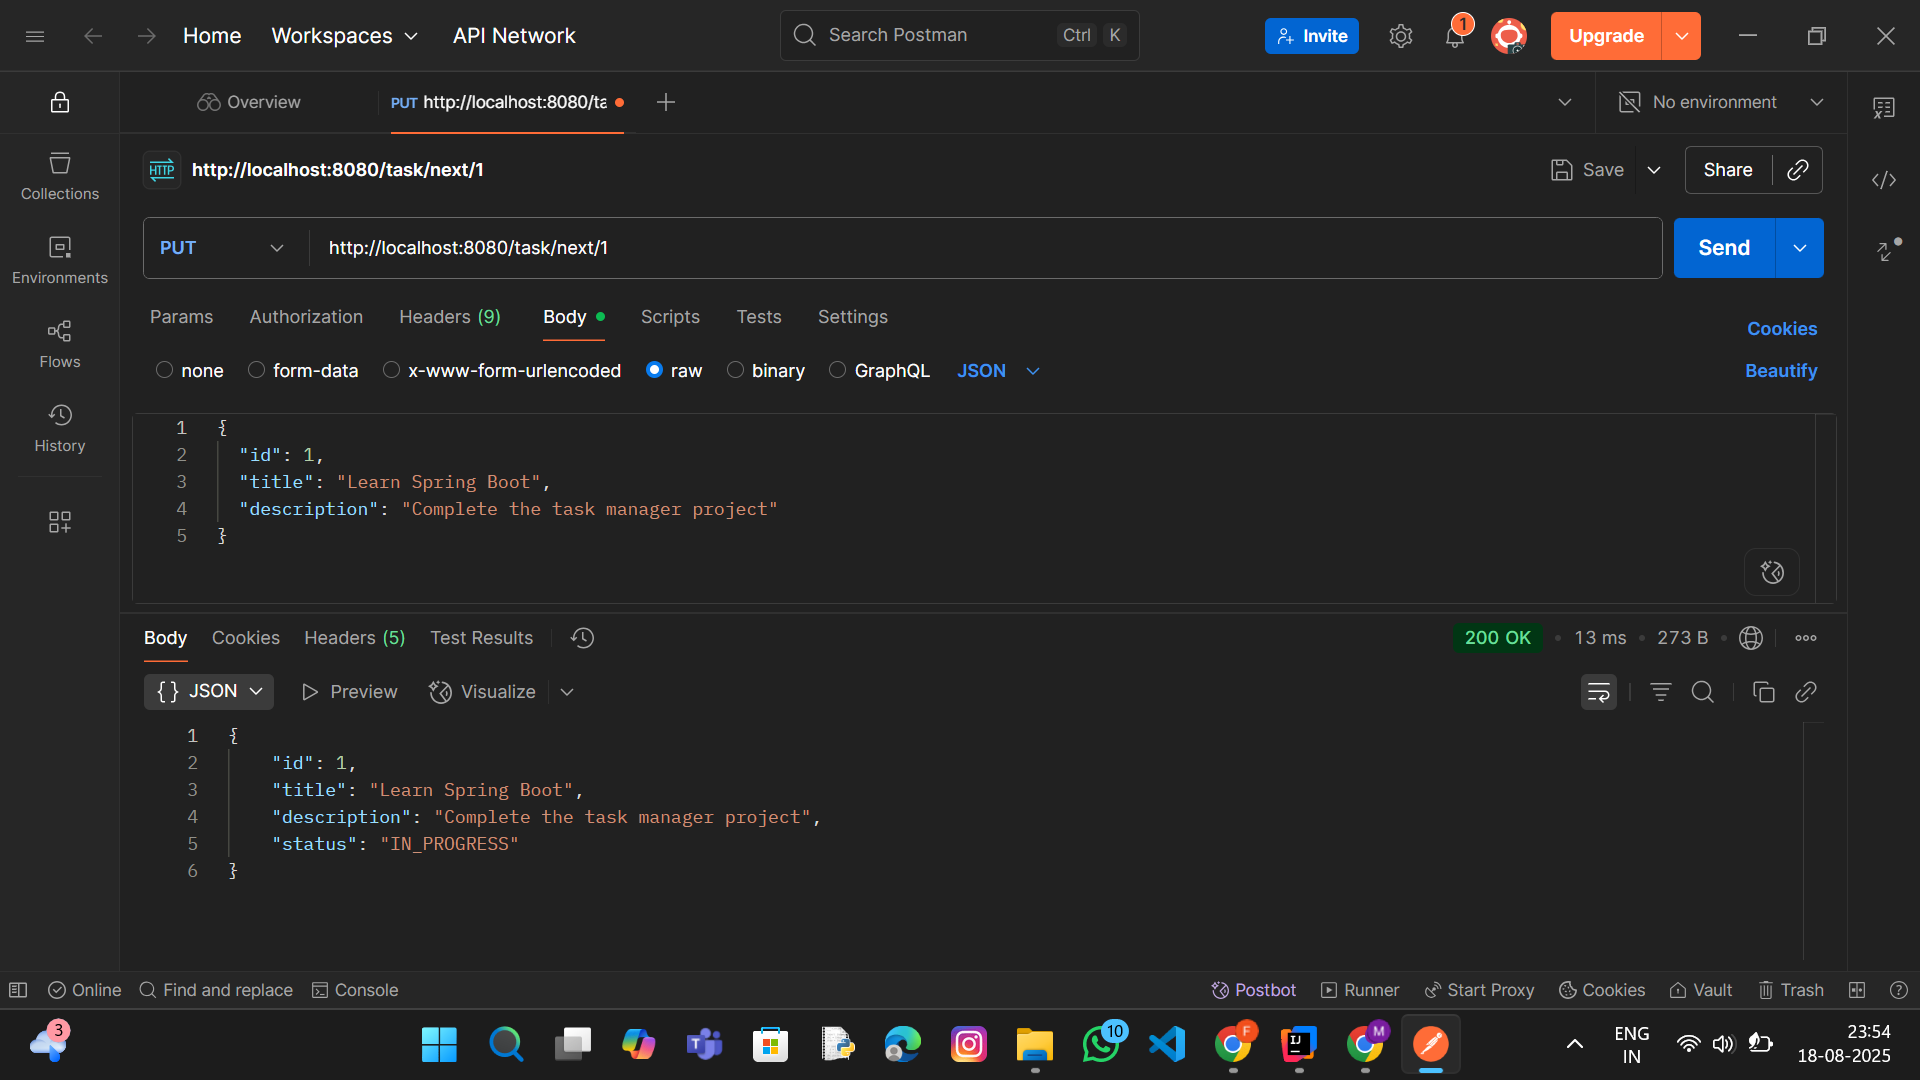 Home Workspaces API Network Search Postman Ctrl K Invite 1 Upgrade
Overview PUT http://localhost:8080/ta No environment
HTTP http://localhost:8080/task/next/1 Save Share
Collections
PUT http://localhost:8080/task/next/1 Send
Environments
Params Authorization Headers (9) Body Scripts Tests Settings Cookies
Flows
none form-data x-www-form-urlencoded raw binary GraphQL JSON Beautify
History
1 {
2 "id": 1,
3 "title": "Learn Spring Boot",
4 "description": "Complete the task manager project"
5 }
Body Cookies Headers (5) Test Results 200 OK • 13 ms • 273 B
{} JSON Preview Visualize
1 {
2 "id": 1,
3 "title": "Learn Spring Boot",
4 "description": "Complete the task manager project",
5 "status": "IN_PROGRESS"
6 }
Online Find and replace Console Postbot Runner Start Proxy Cookies Vault Trash
3 T 10 F IJ M ENG 23:54
IN 18-08-2025